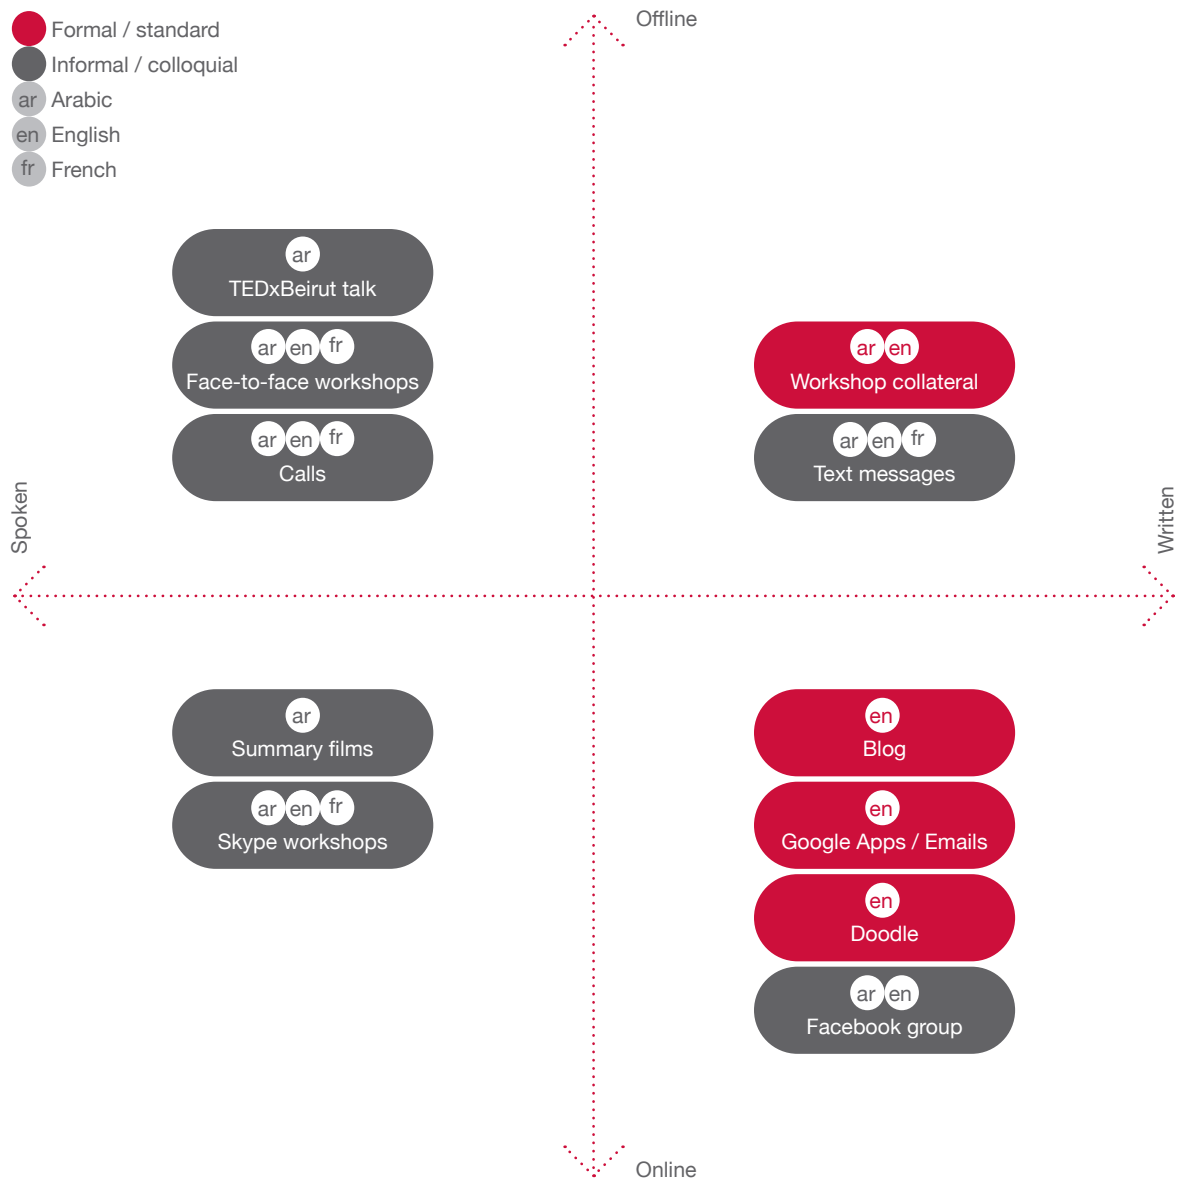 Offline
Formal / standard
Informal / colloquial
ar Arabic
en English
fr French
ar
TEDxBeirut talk
ar en fr
Face-to-face workshops
ar en fr
Calls
ar en
Workshop collateral
ar en fr
Text messages
Spoken
Written
ar
Summary films
ar en fr
Skype workshops
en
Blog
en
Google Apps / Emails
en
Doodle
ar en
Facebook group
Online